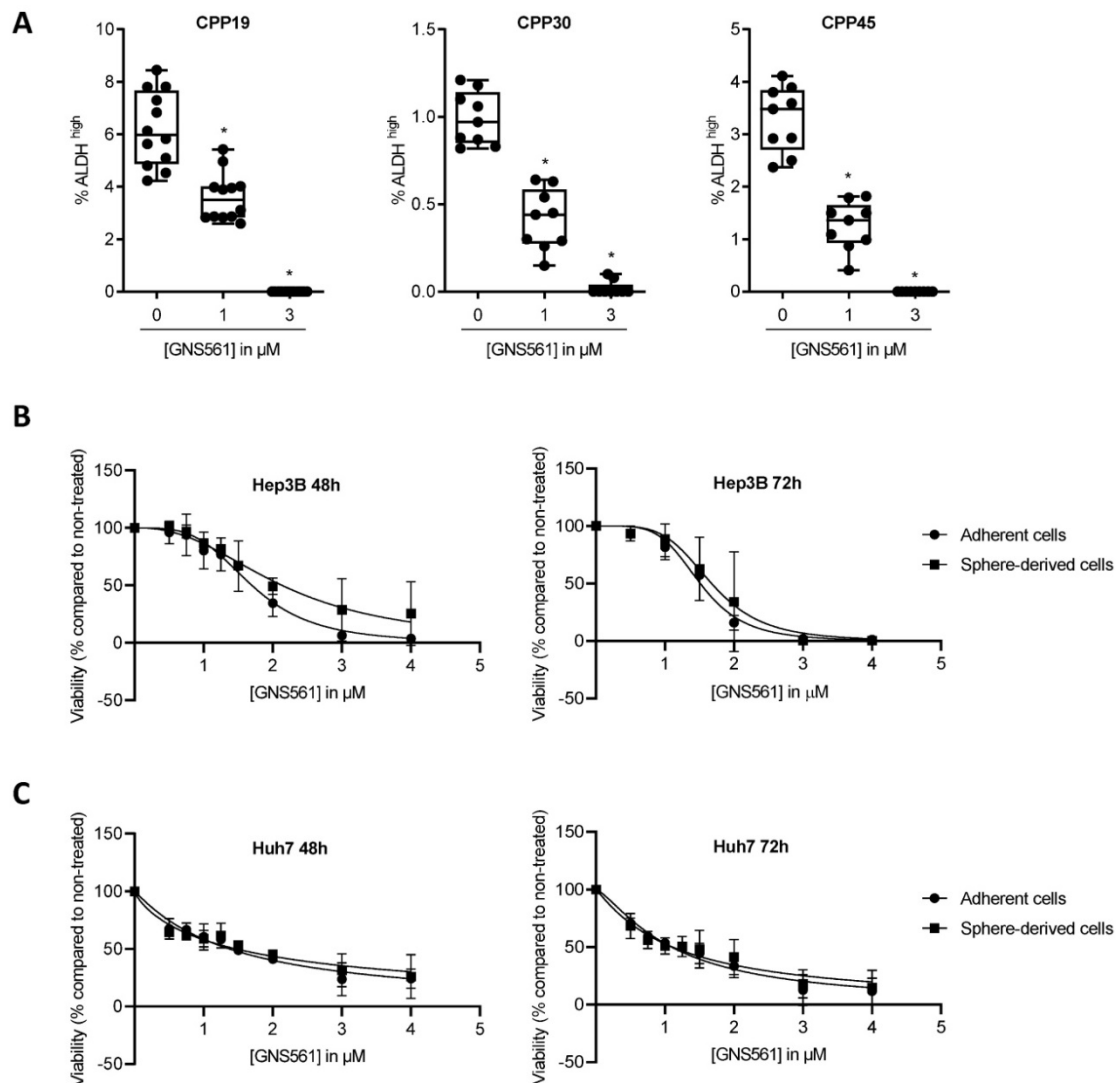 A
CPP19
CPP30
CPP45
% ALDH high
10
8
6
4
2
0
*
*
0 1 3
[GNS561] in µM
% ALDH high
1.5
1.0
0.5
0.0
*
*
0 1 3
[GNS561] in µM
% ALDH high
5
4
3
2
1
0
*
*
0 1 3
[GNS561] in µM
B
Viability (% compared to non-treated)
150
100
50
0
-50
Hep3B 48h
1 2 3 4 5
[GNS561] in µM
Viability (% compared to non-treated)
150
100
50
0
-50
Hep3B 72h
1 2 3 4 5
[GNS561] in μM
Adherent cells
Sphere-derived cells
C
Viability (% compared to non-treated)
150
100
50
0
-50
Huh7 48h
1 2 3 4 5
[GNS561] in µM
Viability (% compared to non-treated)
150
100
50
0
-50
Huh7 72h
1 2 3 4 5
[GNS561] in µM
Adherent cells
Sphere-derived cells